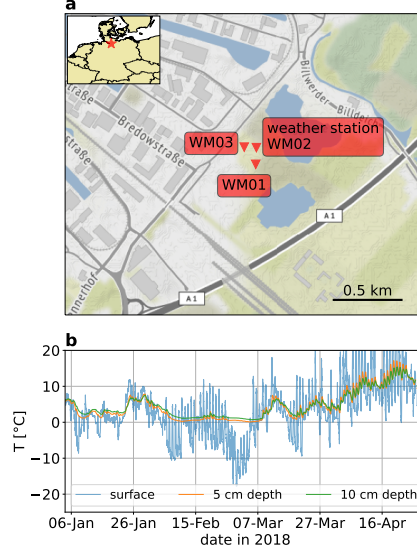 a
Billwerder Billdei
straße
Bredowstraße
WM03
weather station
WM02
WM01
A 1
nnerhof
A 1
0.5 km
b
20
10
0
−10
−20
T [°C]
surface
5 cm depth
10 cm depth
06-Jan
26-Jan
15-Feb
07-Mar
27-Mar
16-Apr
date in 2018